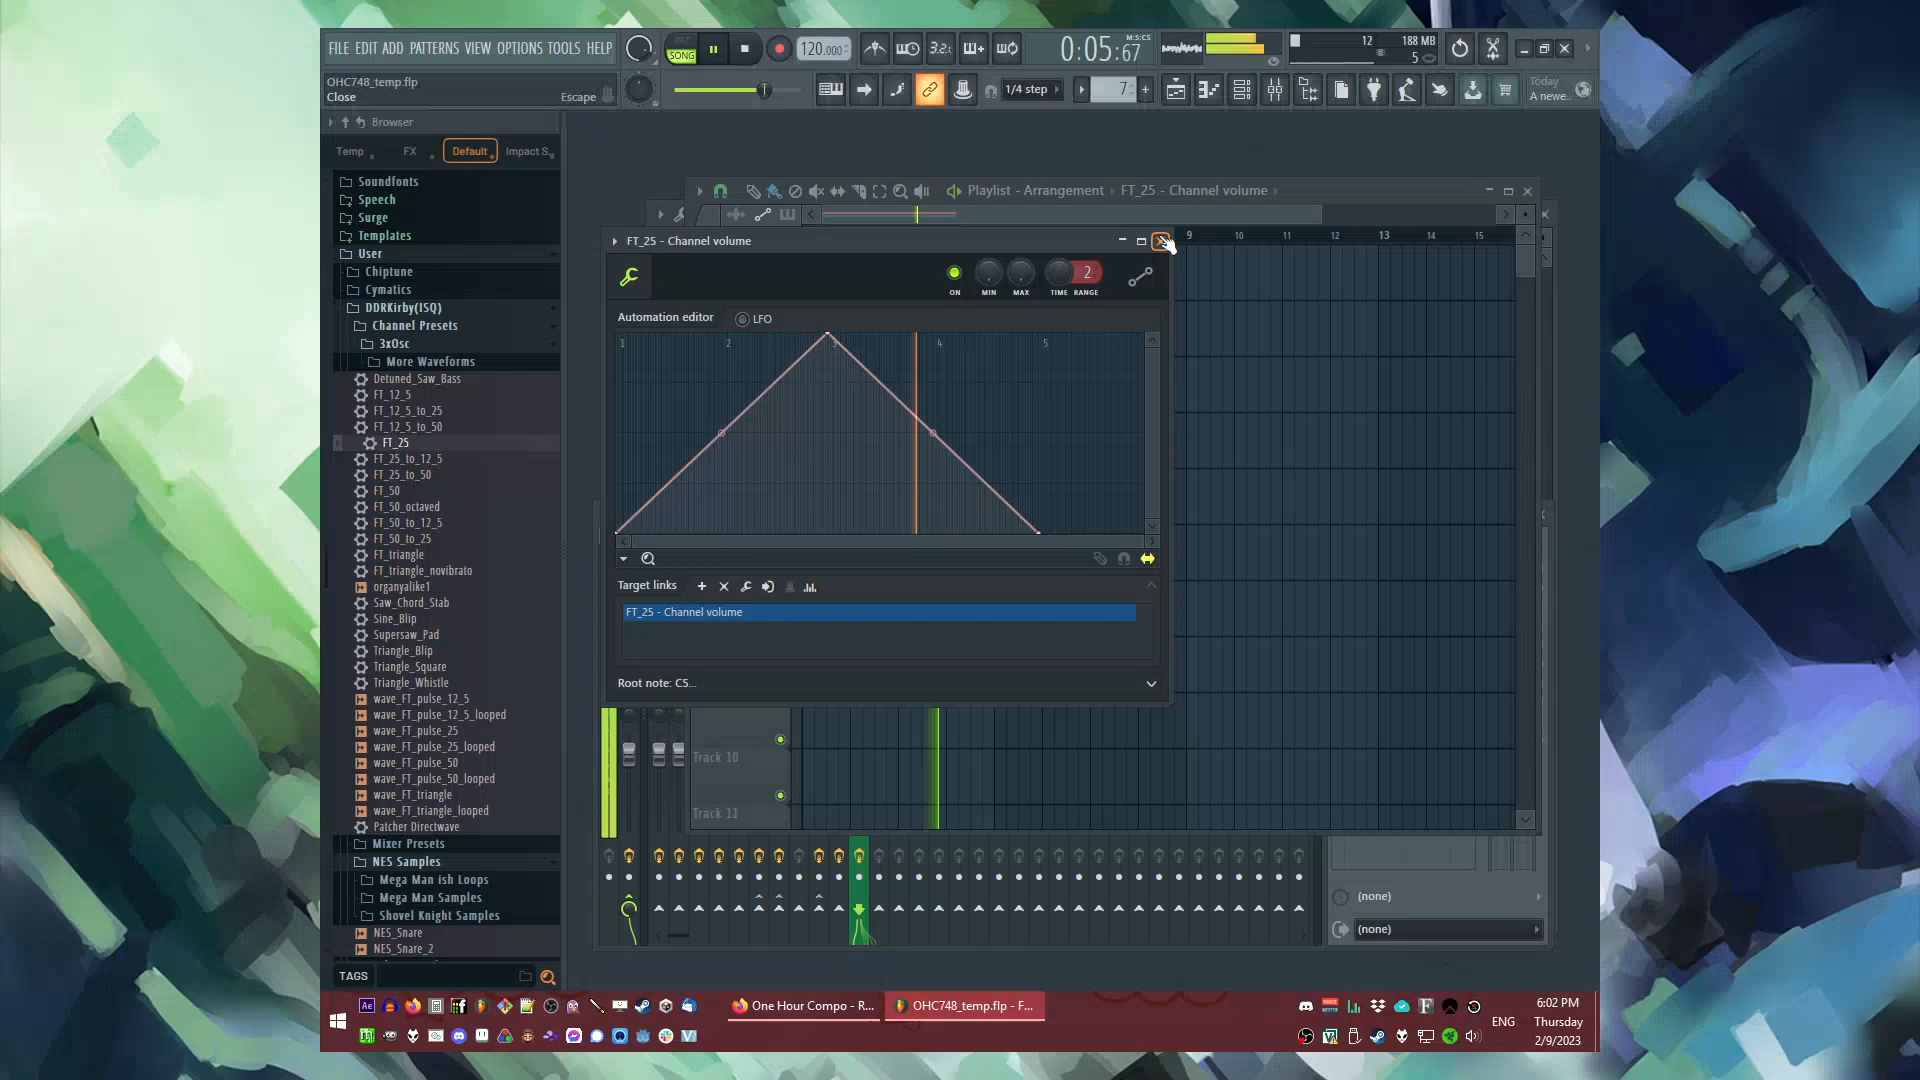 FILE EDIT ADD PATTERNS VIEW OPTIONS TOOLS HELP
PAT
SONG
120.000
3.2:
0:05:67
M:S:CS
12
188 MB
5
OHC748_temp.flp
Close
Escape
1/4 step
7
Today
A newe..
Browser
Temp
FX
Default
Impact S
Playlist - Arrangement
FT_25 - Channel volume
Soundfonts
Speech
Surge
Templates
User
Chiptune
Cymatics
DDRKirby(ISQ)
Channel Presets
3xOsc
More Waveforms
Detuned_Saw_Bass
FT_12_5
FT_12_5_to_25
FT_12_5_to_50
FT_25
FT_25_to_12_5
FT_25_to_50
FT_50
FT_50_octaved
FT_50_to_12_5
FT_50_to_25
FT_triangle
FT_triangle_novibrato
organyalike1
Saw_Chord_Stab
Sine_Blip
Supersaw_Pad
Triangle_Blip
Triangle_Square
Triangle_Whistle
wave_FT_pulse_12_5
wave_FT_pulse_12_5_looped
wave_FT_pulse_25
wave_FT_pulse_25_looped
wave_FT_pulse_50
wave_FT_pulse_50_looped
wave_FT_triangle
wave_FT_triangle_looped
Patcher Directwave
Mixer Presets
NES Samples
Mega Man ish Loops
Mega Man Samples
Shovel Knight Samples
NES_Snare
NES_Snare_2
TAGS
FT_25 - Channel volume
9 10 11 12 13 14 15
2
ON MIN MAX TIME RANGE
Automation editor
LFO
1 2 3 4 5
Target links
FT_25 - Channel volume
Root note: C5...
Track 10
Track 11
(none)
(none)
One Hour Compo - R...
OHC748_temp.flp - F...
ENG
6:02 PM
Thursday
2/9/2023